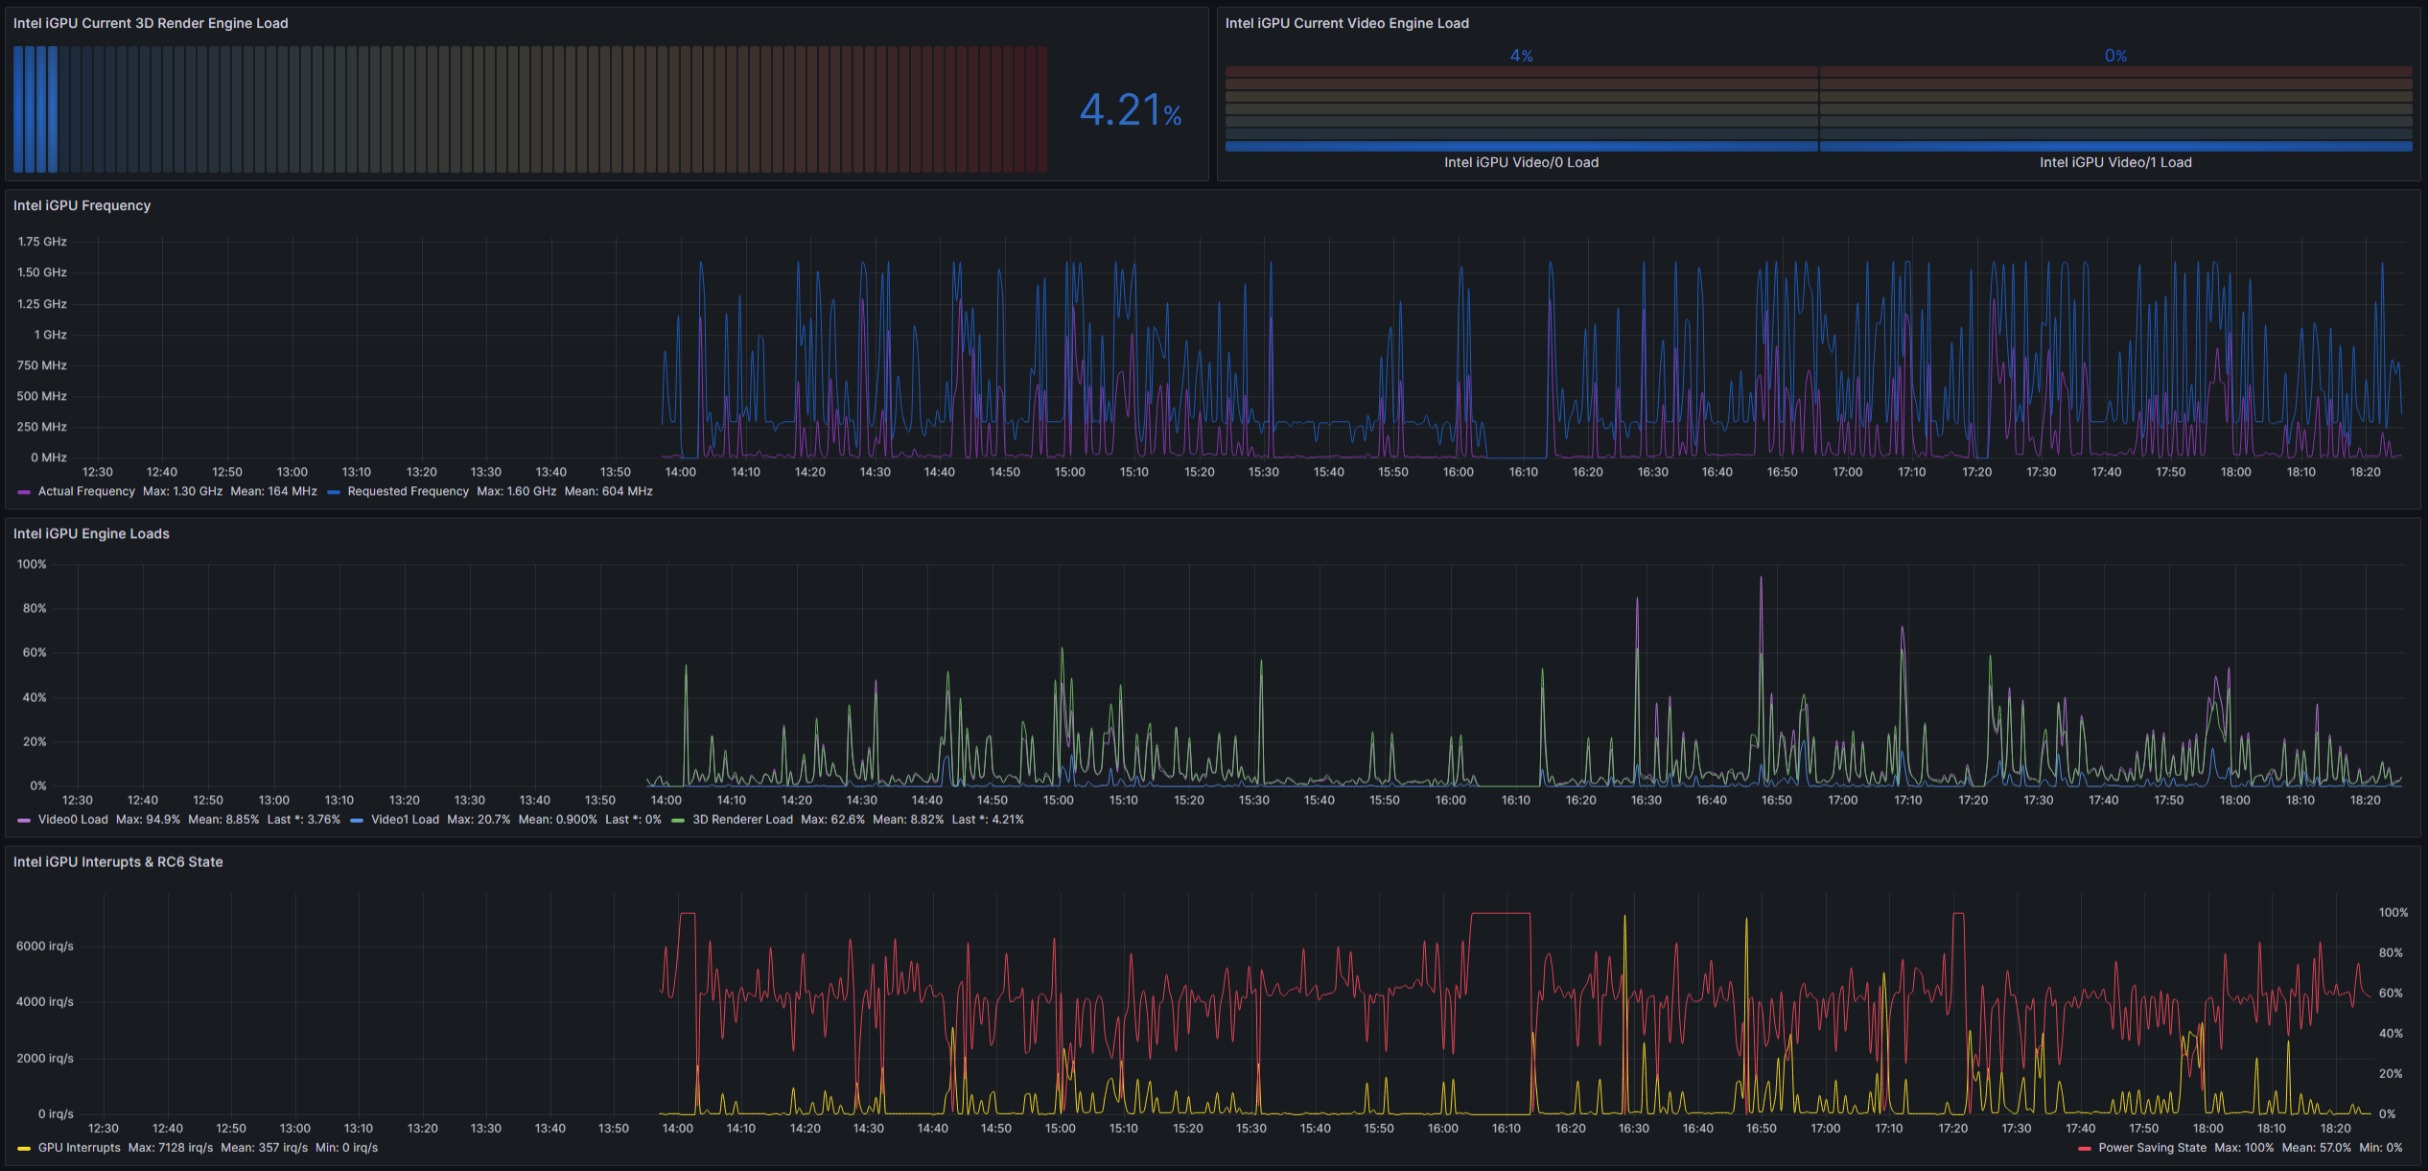 Intel iGPU Current 3D Render Engine Load
4.21%
Intel iGPU Current Video Engine Load
4% 0%
Intel iGPU Video/0 Load Intel iGPU Video/1 Load
Intel iGPU Frequency
1.75 GHz
1.50 GHz
1.25 GHz
1 GHz
750 MHz
500 MHz
250 MHz
0 MHz
12:30 12:40 12:50 13:00 13:10 13:20 13:30 13:40 13:50 14:00 14:10 14:20 14:30 14:40 14:50 15:00 15:10 15:20 15:30 15:40 15:50 16:00 16:10 16:20 16:30 16:40 16:50 17:00 17:10 17:20 17:30 17:40 17:50 18:00 18:10 18:20
Actual Frequency Max: 1.30 GHz Mean: 164 MHz Requested Frequency Max: 1.60 GHz Mean: 604 MHz
Intel iGPU Engine Loads
100%
80%
60%
40%
20%
0%
12:30 12:40 12:50 13:00 13:10 13:20 13:30 13:40 13:50 14:00 14:10 14:20 14:30 14:40 14:50 15:00 15:10 15:20 15:30 15:40 15:50 16:00 16:10 16:20 16:30 16:40 16:50 17:00 17:10 17:20 17:30 17:40 17:50 18:00 18:10 18:20
Video0 Load Max: 94.9% Mean: 8.85% Last *: 3.76% Video1 Load Max: 20.7% Mean: 0.900% Last *: 0% 3D Renderer Load Max: 62.6% Mean: 8.82% Last *: 4.21%
Intel iGPU Interupts & RC6 State
100%
6000 irq/s
80%
4000 irq/s
60%
40%
2000 irq/s
20%
0 irq/s 0%
12:30 12:40 12:50 13:00 13:10 13:20 13:30 13:40 13:50 14:00 14:10 14:20 14:30 14:40 14:50 15:00 15:10 15:20 15:30 15:40 15:50 16:00 16:10 16:20 16:30 16:40 16:50 17:00 17:10 17:20 17:30 17:40 17:50 18:00 18:10 18:20
GPU Interrupts Max: 7128 irq/s Mean: 357 irq/s Min: 0 irq/s Power Saving State Max: 100% Mean: 57.0% Min: 0%